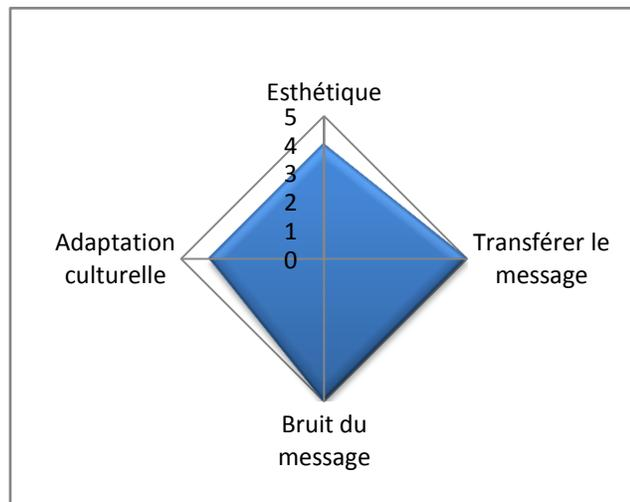 Esthétique
5
4
3
2
1
0
Adaptation
culturelle
Transférer le
message
Bruit du
message